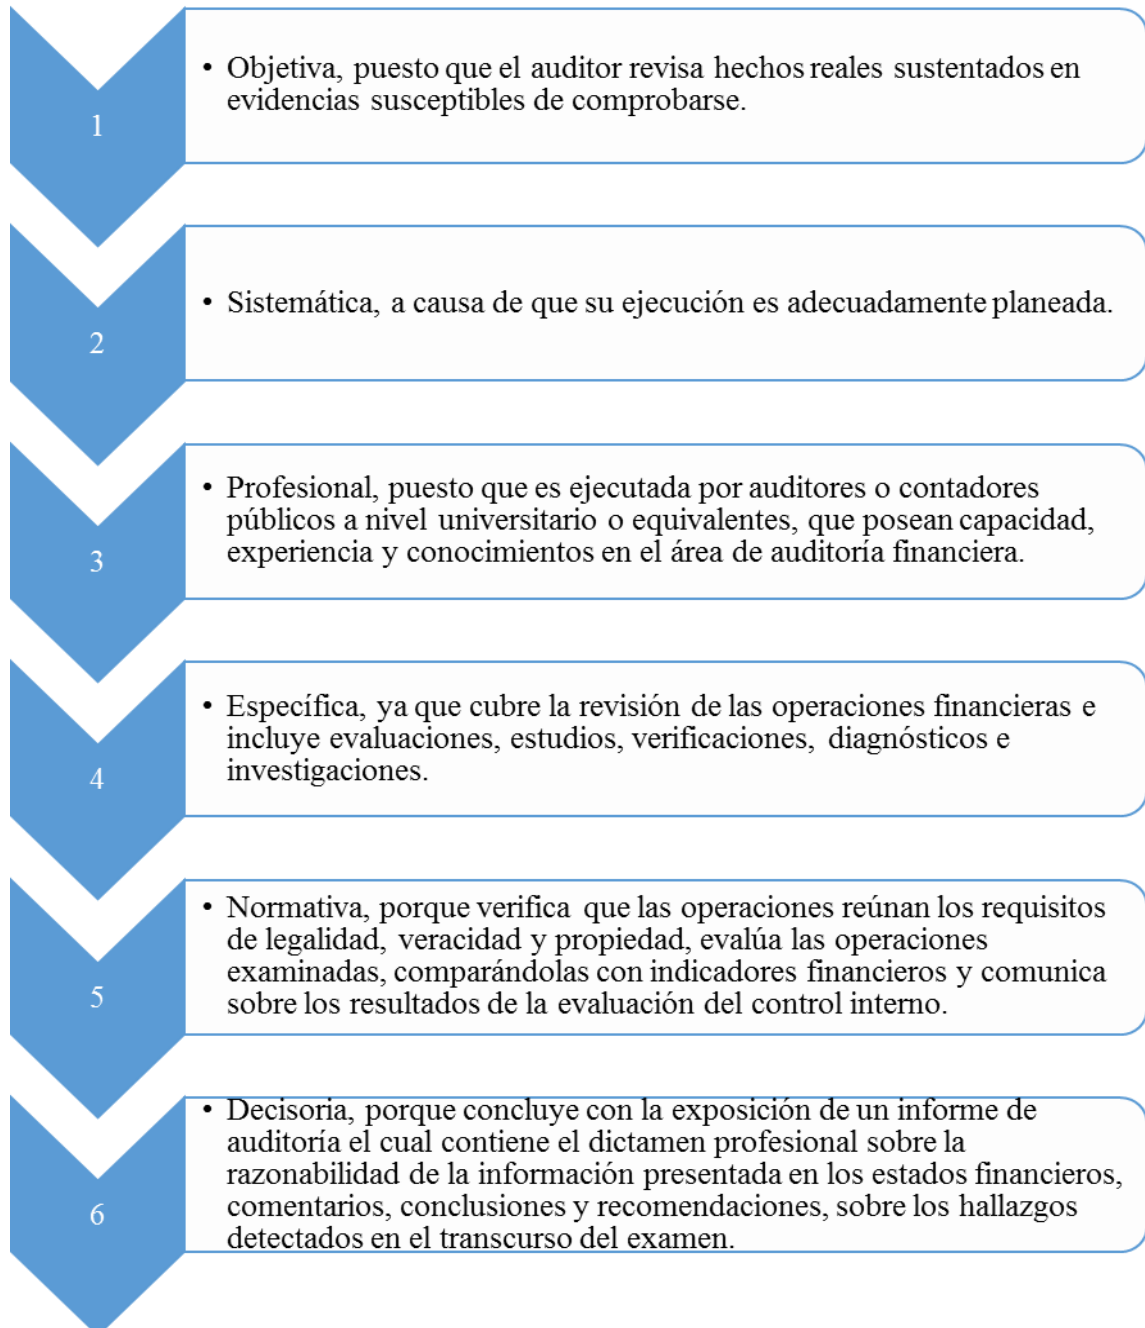 • Objetiva, puesto que el auditor revisa hechos reales sustentados en
evidencias susceptibles de comprobarse.
1
• Sistemática, a causa de que su ejecución es adecuadamente planeada.
2
• Profesional, puesto que es ejecutada por auditores o contadores
públicos a nivel universitario o equivalentes, que posean capacidad,
experiencia y conocimientos en el área de auditoría financiera.
3
• Específica, ya que cubre la revisión de las operaciones financieras e
incluye evaluaciones, estudios, verificaciones, diagnósticos e
investigaciones.
4
• Normativa, porque verifica que las operaciones reúnan los requisitos
de legalidad, veracidad y propiedad, evalúa las operaciones
examinadas, comparándolas con indicadores financieros y comunica
sobre los resultados de la evaluación del control interno.
5
• Decisoria, porque concluye con la exposición de un informe de
auditoría el cual contiene el dictamen profesional sobre la
razonabilidad de la información presentada en los estados financieros,
comentarios, conclusiones y recomendaciones, sobre los hallazgos
detectados en el transcurso del examen.
6